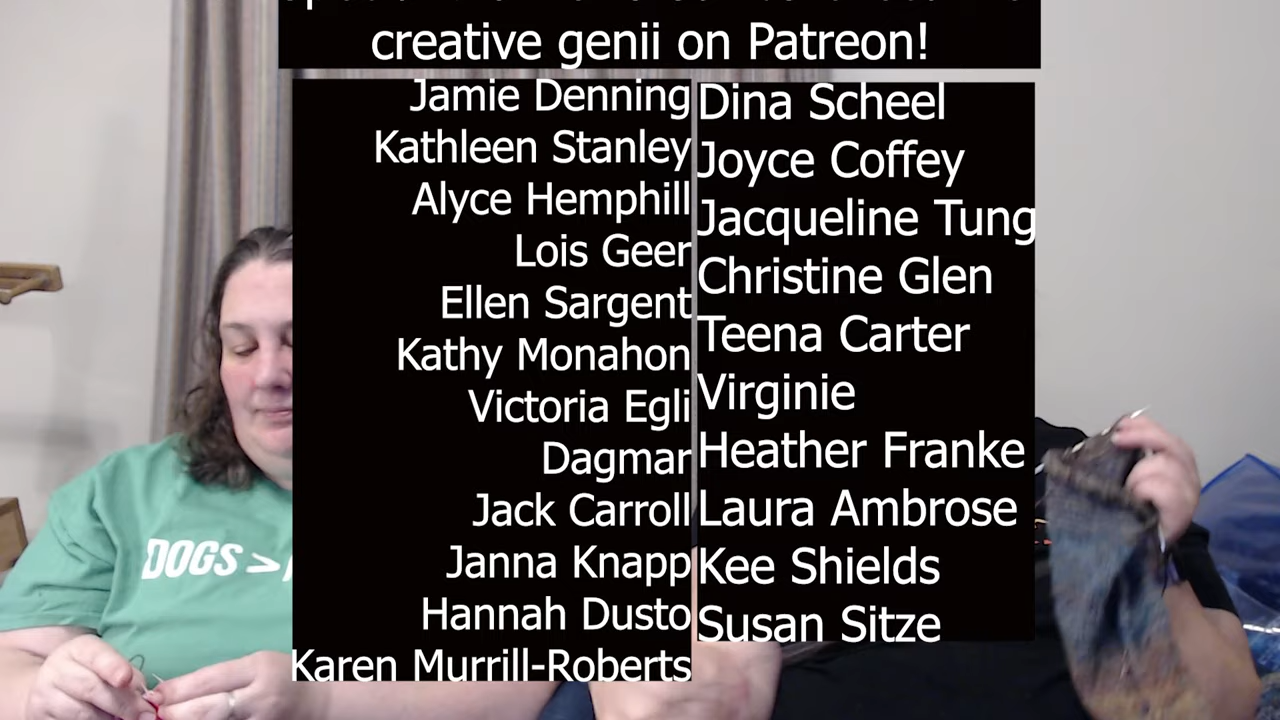 creative genii on Patreon!
Jamie Denning
Kathleen Stanley
Alyce Hemphill
Lois Geer
Ellen Sargent
Kathy Monahon
Victoria Egli
Dagmar
Jack Carroll
Janna Knapp
Hannah Dusto
Karen Murrill-Roberts
Dina Scheel
Joyce Coffey
Jacqueline Tung
Christine Glen
Teena Carter
Virginie
Heather Franke
Laura Ambrose
Kee Shields
Susan Sitze
DOGS >